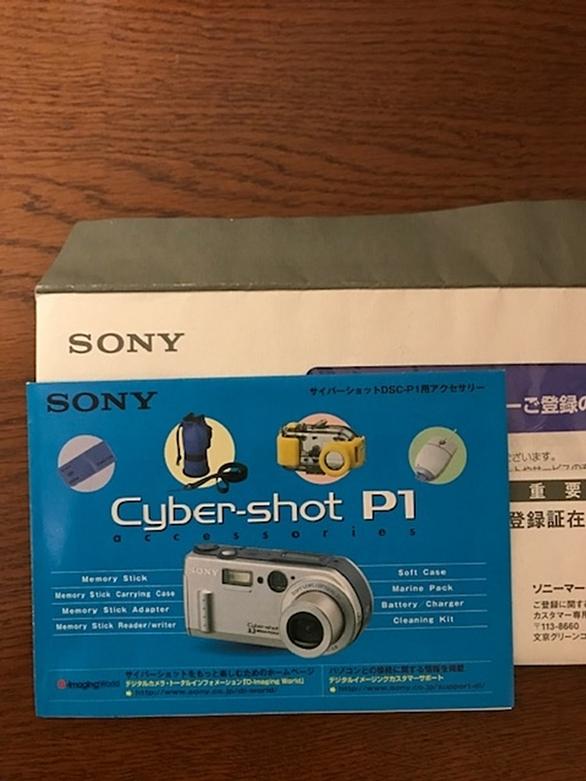 SONY
SONY
サイバーショットDSC-P1用アクセサリー
ーご登録の
ざいます。
重要
登録証在
Cyber-shot P1
accessories
SONY
Cyber-shot
Memory Stick
Memory Stick Carrying Case
Memory Stick Adapter
Memory Stick Reader/writer
Soft Case
Marine Pack
Battery / Charger
Cleaning Kit
ソニーマー
ご登録に関す
カスタマー専用
〒113-8660
文京グリーンコ
サイバーショットをもっと楽しむためのホームページ
デジタルカメラ・トータルインフォメーション「D-Imaging World」
http://www.sony.co.jp/di-world/
パソコンとの接続に関する情報を掲載
デジタルイメージングカスタマーサポート
http://www.sony.co.jp/support-di/